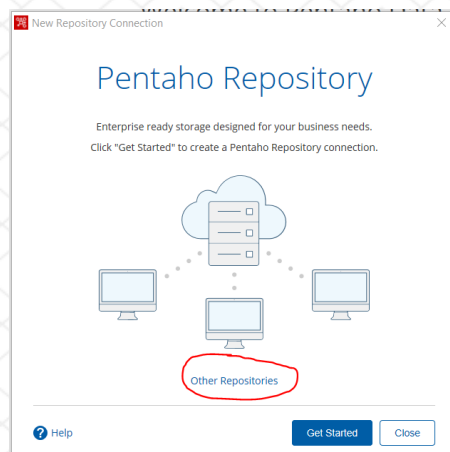 New Repository Connection
Pentaho Repository
Enterprise ready storage designed for your business needs.
Click "Get Started" to create a Pentaho Repository connection.
Other Repositories
Help
Get Started
Close